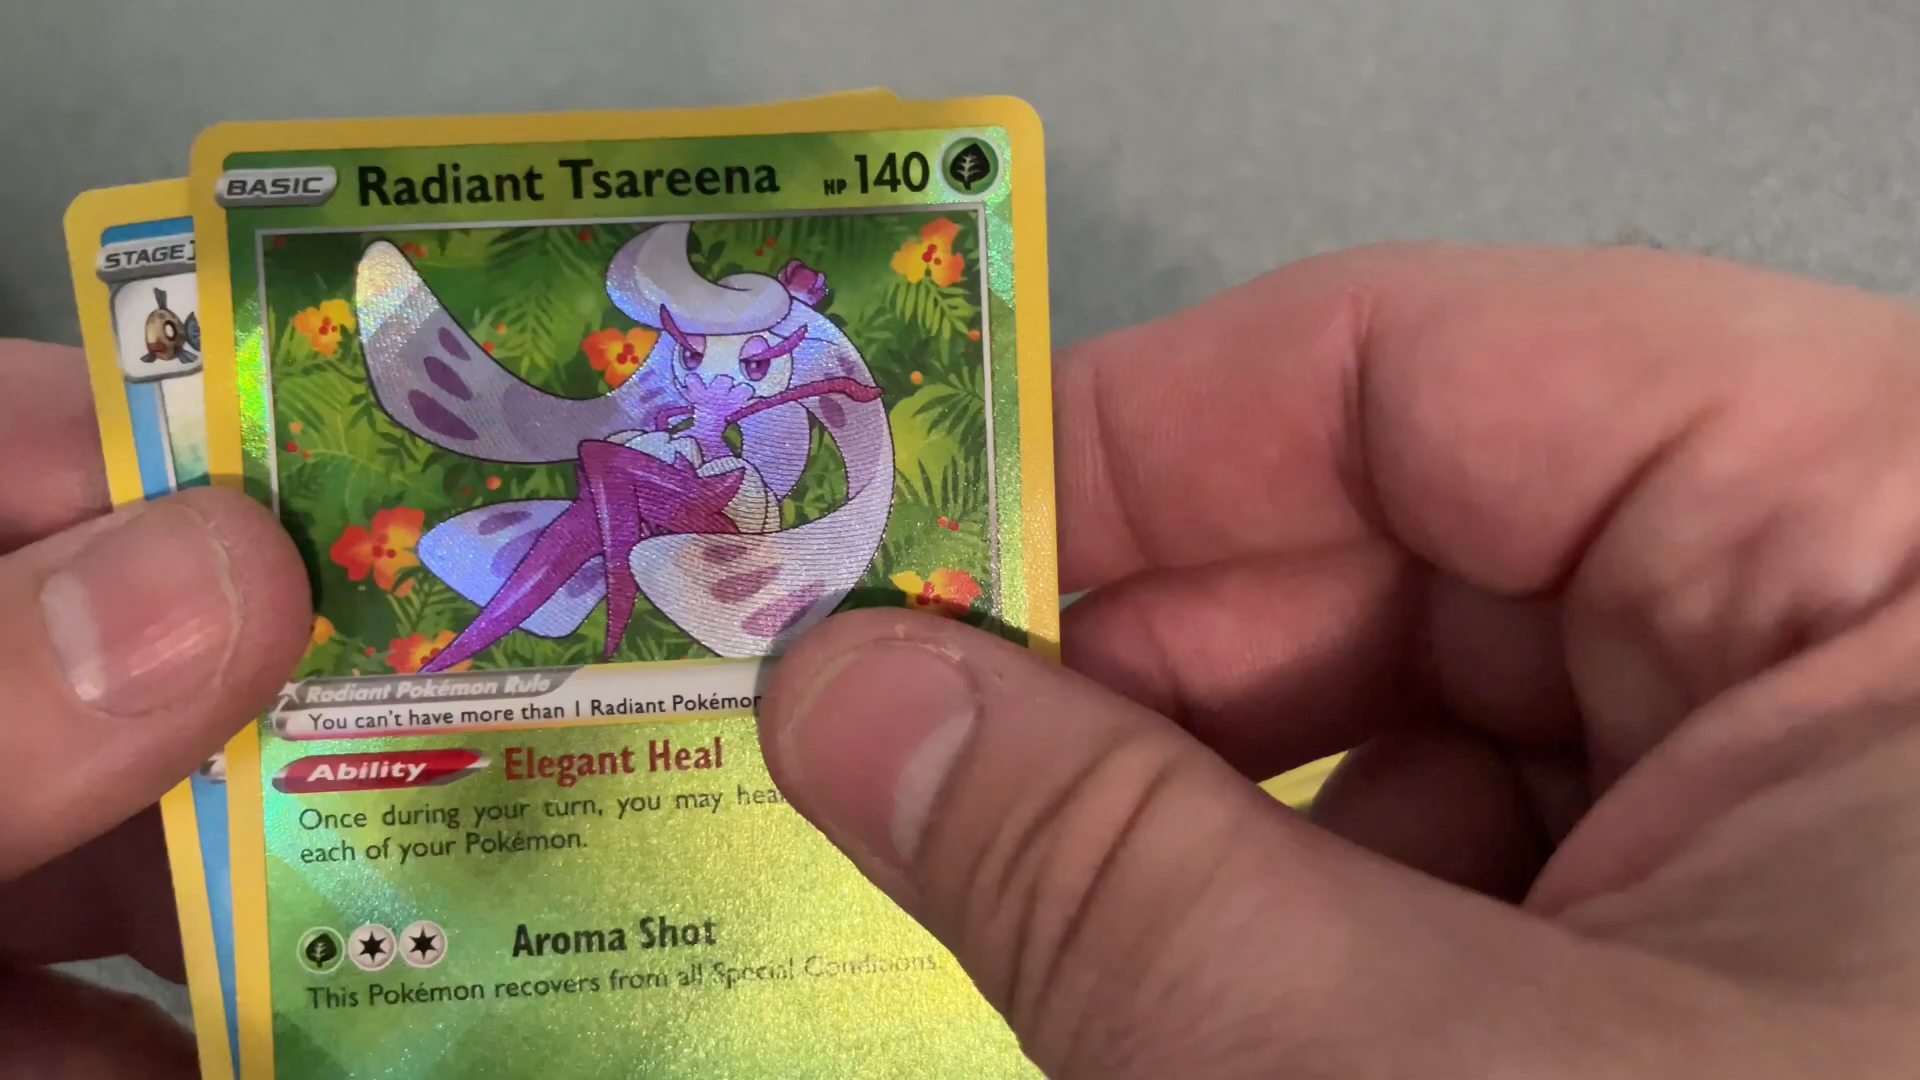 BASIC Radiant Tsareena HP 140
STAGE 1
Radiant Pokémon Rule
You can't have more than 1 Radiant Pokémon
Ability Elegant Heal
Once during your turn, you may heal
each of your Pokémon.
Aroma Shot
This Pokémon recovers from all Special Conditions.